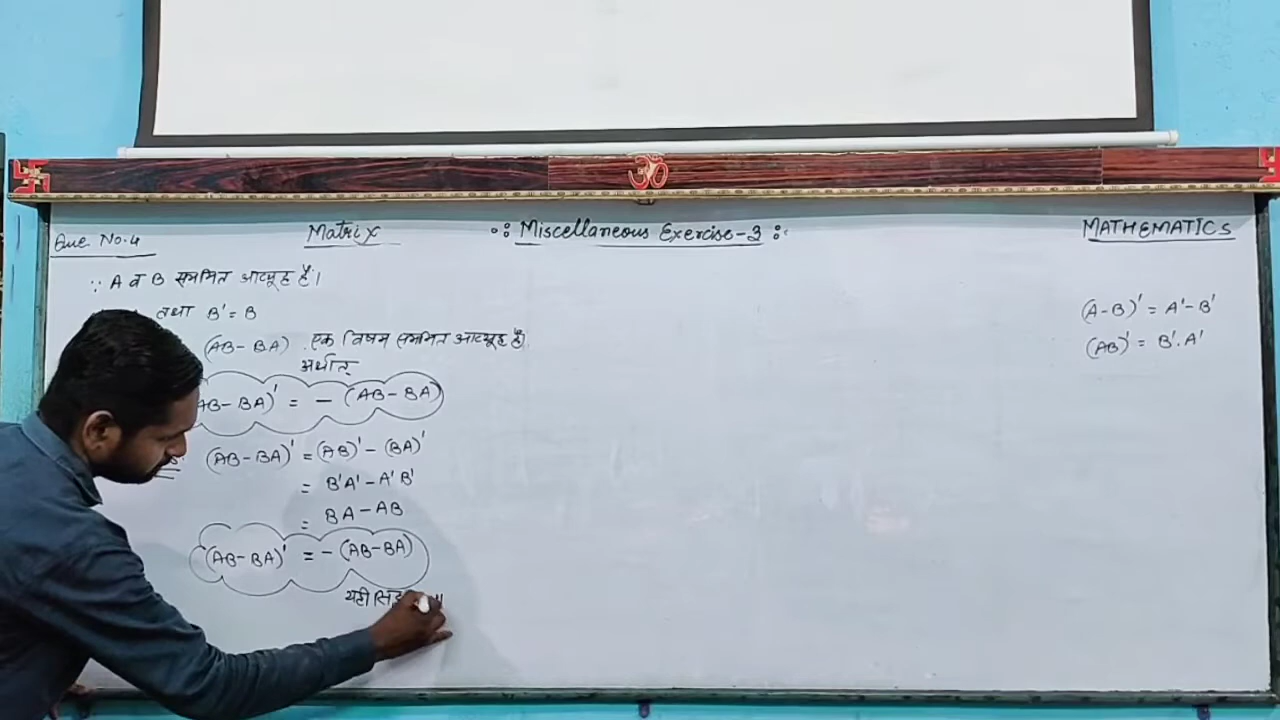 Que. No. 4
Matrix
Miscellaneous Exercise-3
MATHEMATICS
∵ A व B सममित आव्यूह हैं।
तथा B' = B
(AB-BA) एक विषम सममित आव्यूह है।
अर्थात्
AB-BA)' = -(AB-BA)
(AB-BA)' = (AB)' - (BA)'
= B'A' - A'B'
= BA - AB
(AB-BA)' = -(AB-BA)
यही
(A-B)' = A'-B'
(AB)' = B'.A'
ॐ